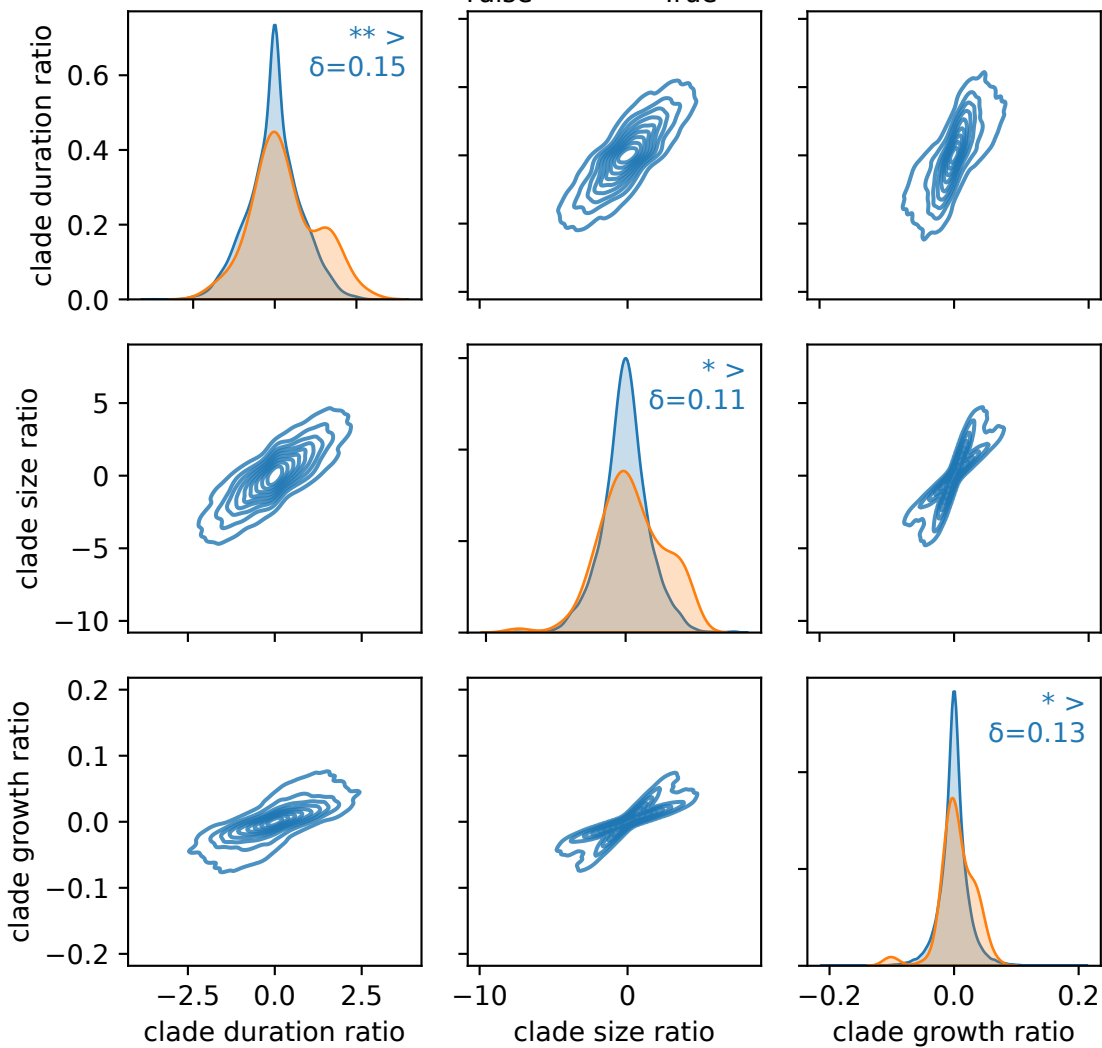 False True
clade duration ratio
0.6
0.4
0.2
0.0
** >
δ=0.15
clade size ratio
5
0
−5
−10
* >
δ=0.11
clade growth ratio
0.2
0.1
0.0
−0.1
−0.2
* >
δ=0.13
−2.5 0.0 2.5
−10 0
−0.2 0.0 0.2
clade duration ratio
clade size ratio
clade growth ratio